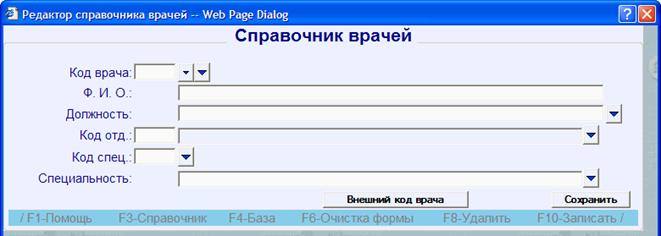 Редактор справочника врачей -- Web Page Dialog
Справочник врачей
Код врача:
Ф. И. О.:
Должность:
Код отд.:
Код спец.:
Специальность:
Внешний код врача Сохранить
/ F1-Помощь F3-Справочник F4-База F6-Очистка формы F8-Удалить F10-Записать /